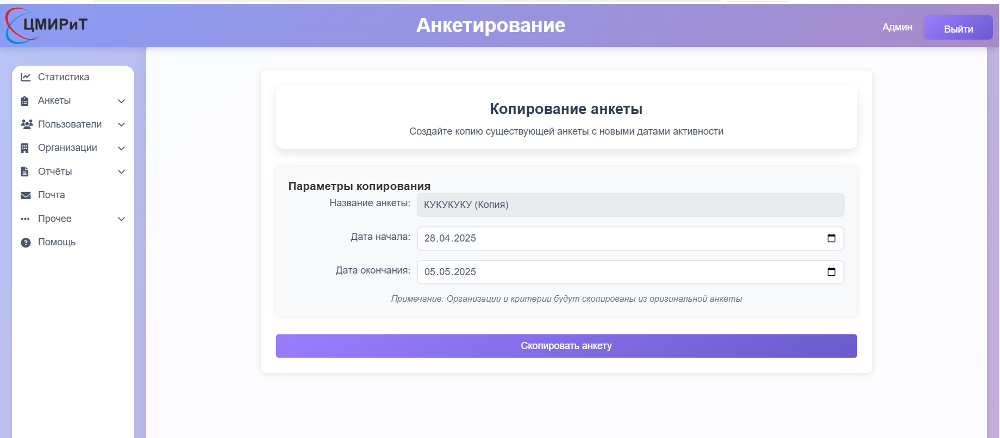 ЦМИРиТ
Анкетирование
Админ
Выйти
Статистика
Анкеты
Пользователи
Организации
Отчёты
Почта
Прочее
Помощь
Копирование анкеты
Создайте копию существующей анкеты с новыми датами активности
Параметры копирования
Название анкеты: КУКУКУКУ (Копия)
Дата начала: 28.04.2025
Дата окончания: 05.05.2025
Примечание: Организации и критерии будут скопированы из оригинальной анкеты
Скопировать анкету